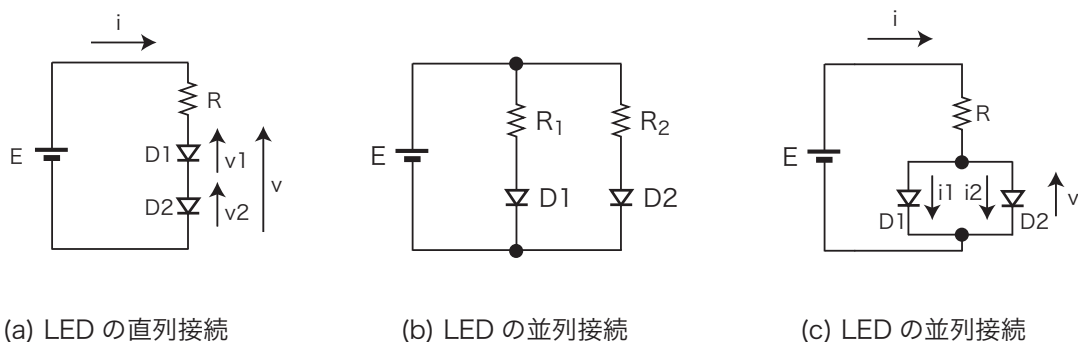 i
R
E
D1
v1
v
D2
v2
(a) LED の直列接続
R1
R2
E
D1
D2
(b) LED の並列接続
i
R
E
i1
i2
v
D1
D2
(c) LED の並列接続